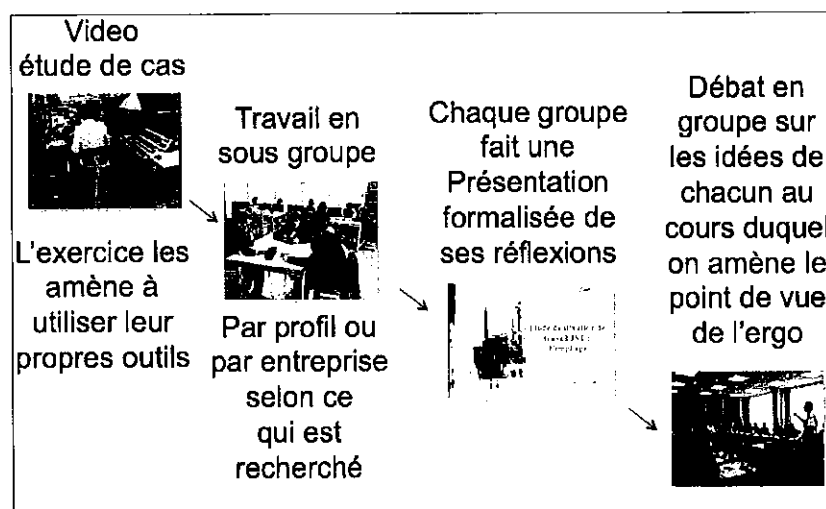 Video
étude de cas
L'exercice les
amène à
utiliser leur
propres outils
Travail en
sous groupe
Par profil ou
par entreprise
selon ce
qui est
recherché
Chaque groupe
fait une
Présentation
formalisée de
ses réflexions
Débat en
groupe sur
les idées de
chacun au
cours duquel
on amène le
point de vue
de l'ergo